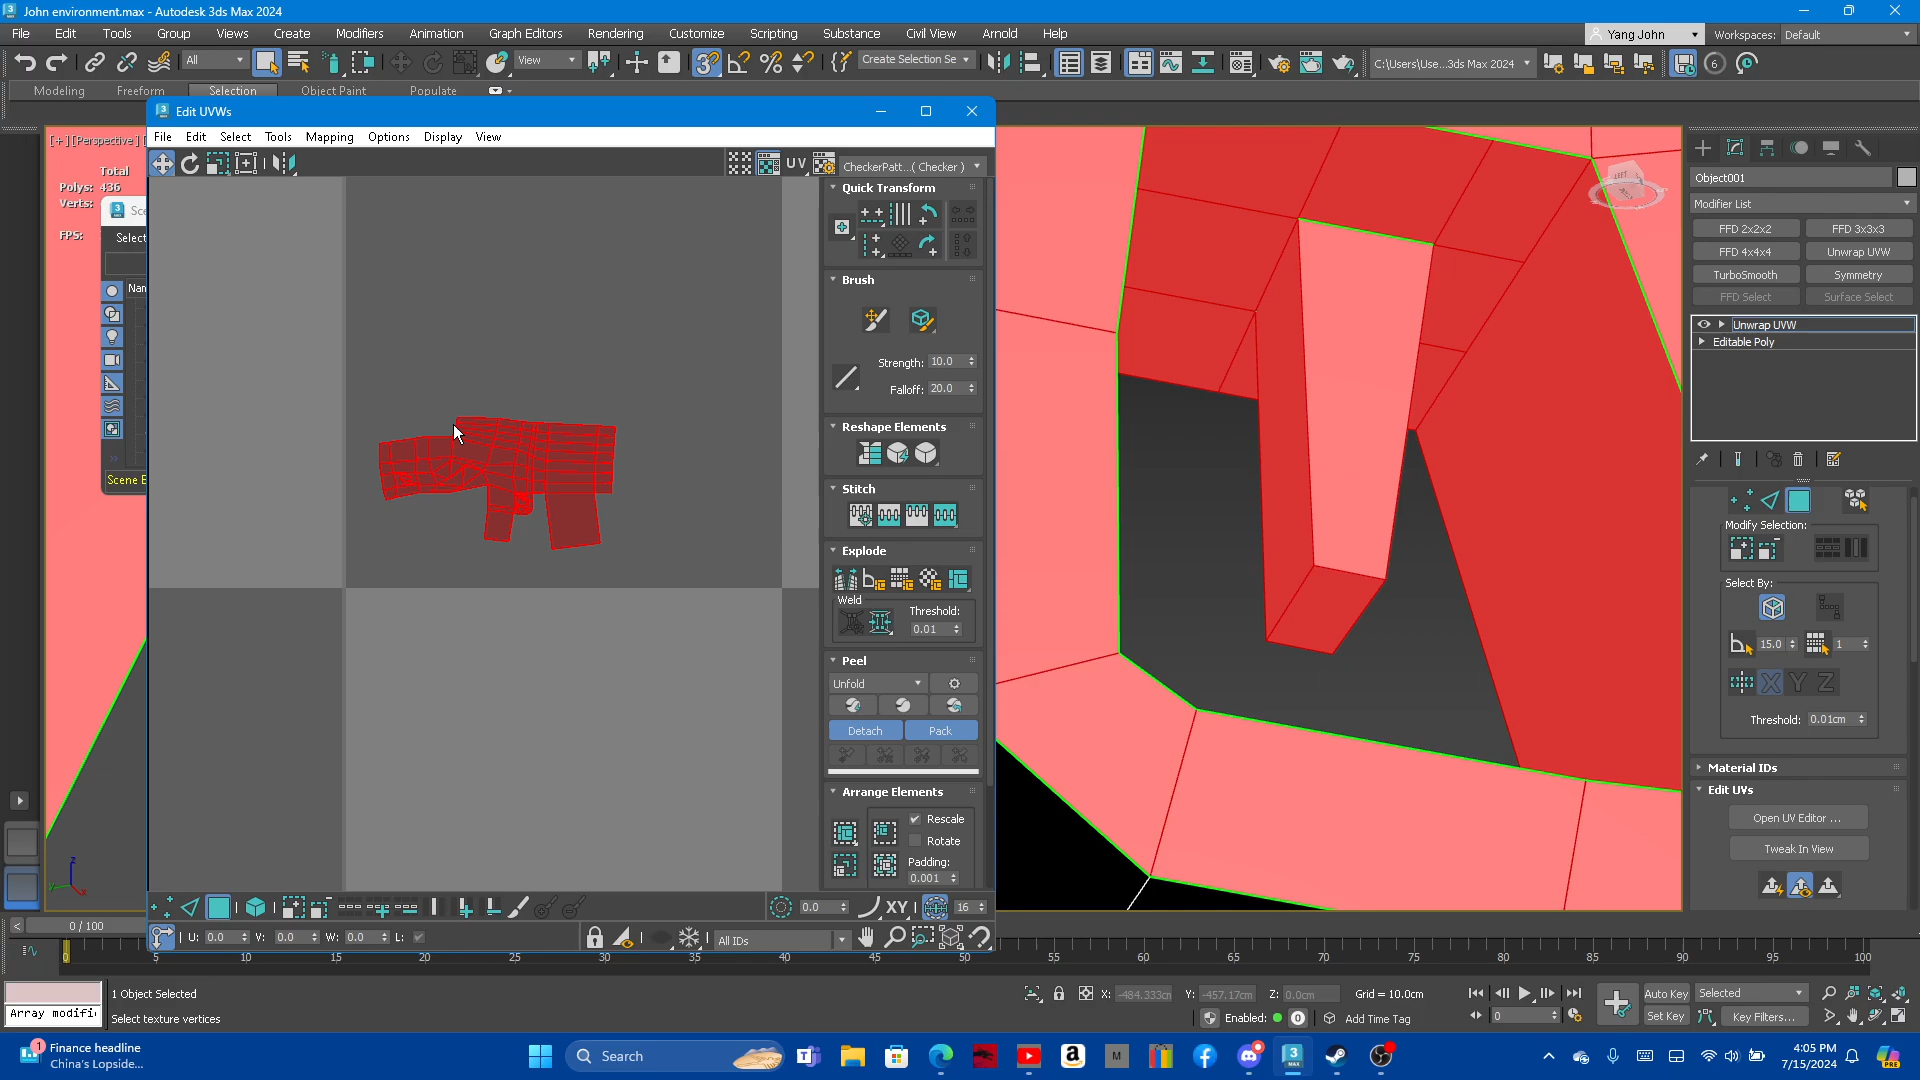 John environment.max - Autodesk 3ds Max 2024
File Edit Tools Group Views Create Modifiers Animation Graph Editors Rendering Customize Scripting Substance Civil View Arnold Help
Yang John
Workspaces: Default
All
View
Create Selection Se
C:\Users\Use...3ds Max 2024
6
Modeling Freeform Selection Object Paint Populate
[+] [Perspective]
Total
Polys: 436
Verts:
FPS:
Selec
Scene E
Edit UVWs
File Edit Select Tools Mapping Options Display View
UV
CheckerPatt...( Checker )
Quick Transform
Brush
Strength: 10.0
Falloff: 20.0
Reshape Elements
Stitch
Explode
Weld
Threshold:
0.01
Peel
Unfold
Detach Pack
Arrange Elements
Rescale
Rotate
Padding:
0.001
0.0
XY
16
U: 0.0 V: 0.0 W: 0.0 L:
All IDs
LEFT
Object001
Modifier List
FFD 2x2x2 FFD 3x3x3
FFD 4x4x4 Unwrap UVW
TurboSmooth Symmetry
FFD Select Surface Select
Unwrap UVW
Editable Poly
Modify Selection:
Select By:
15.0
1
X Y Z
Threshold: 0.01cm
Material IDs
Edit UVs
Open UV Editor ...
Tweak In View
z
x
y
0 / 100
0 5 10 15 20 25 30 35 40 45 50 55 60 65 70 75 80 85 90 95 100
1 Object Selected
Array modifi
Select texture vertices
X: -484.333cm Y: -457.17cm Z: 0.0cm Grid = 10.0cm
Enabled: 0 Add Time Tag
0
Auto Key Selected
Set Key Key Filters...
1
Finance headline
China's Lopside...
Search
4:05 PM
7/15/2024